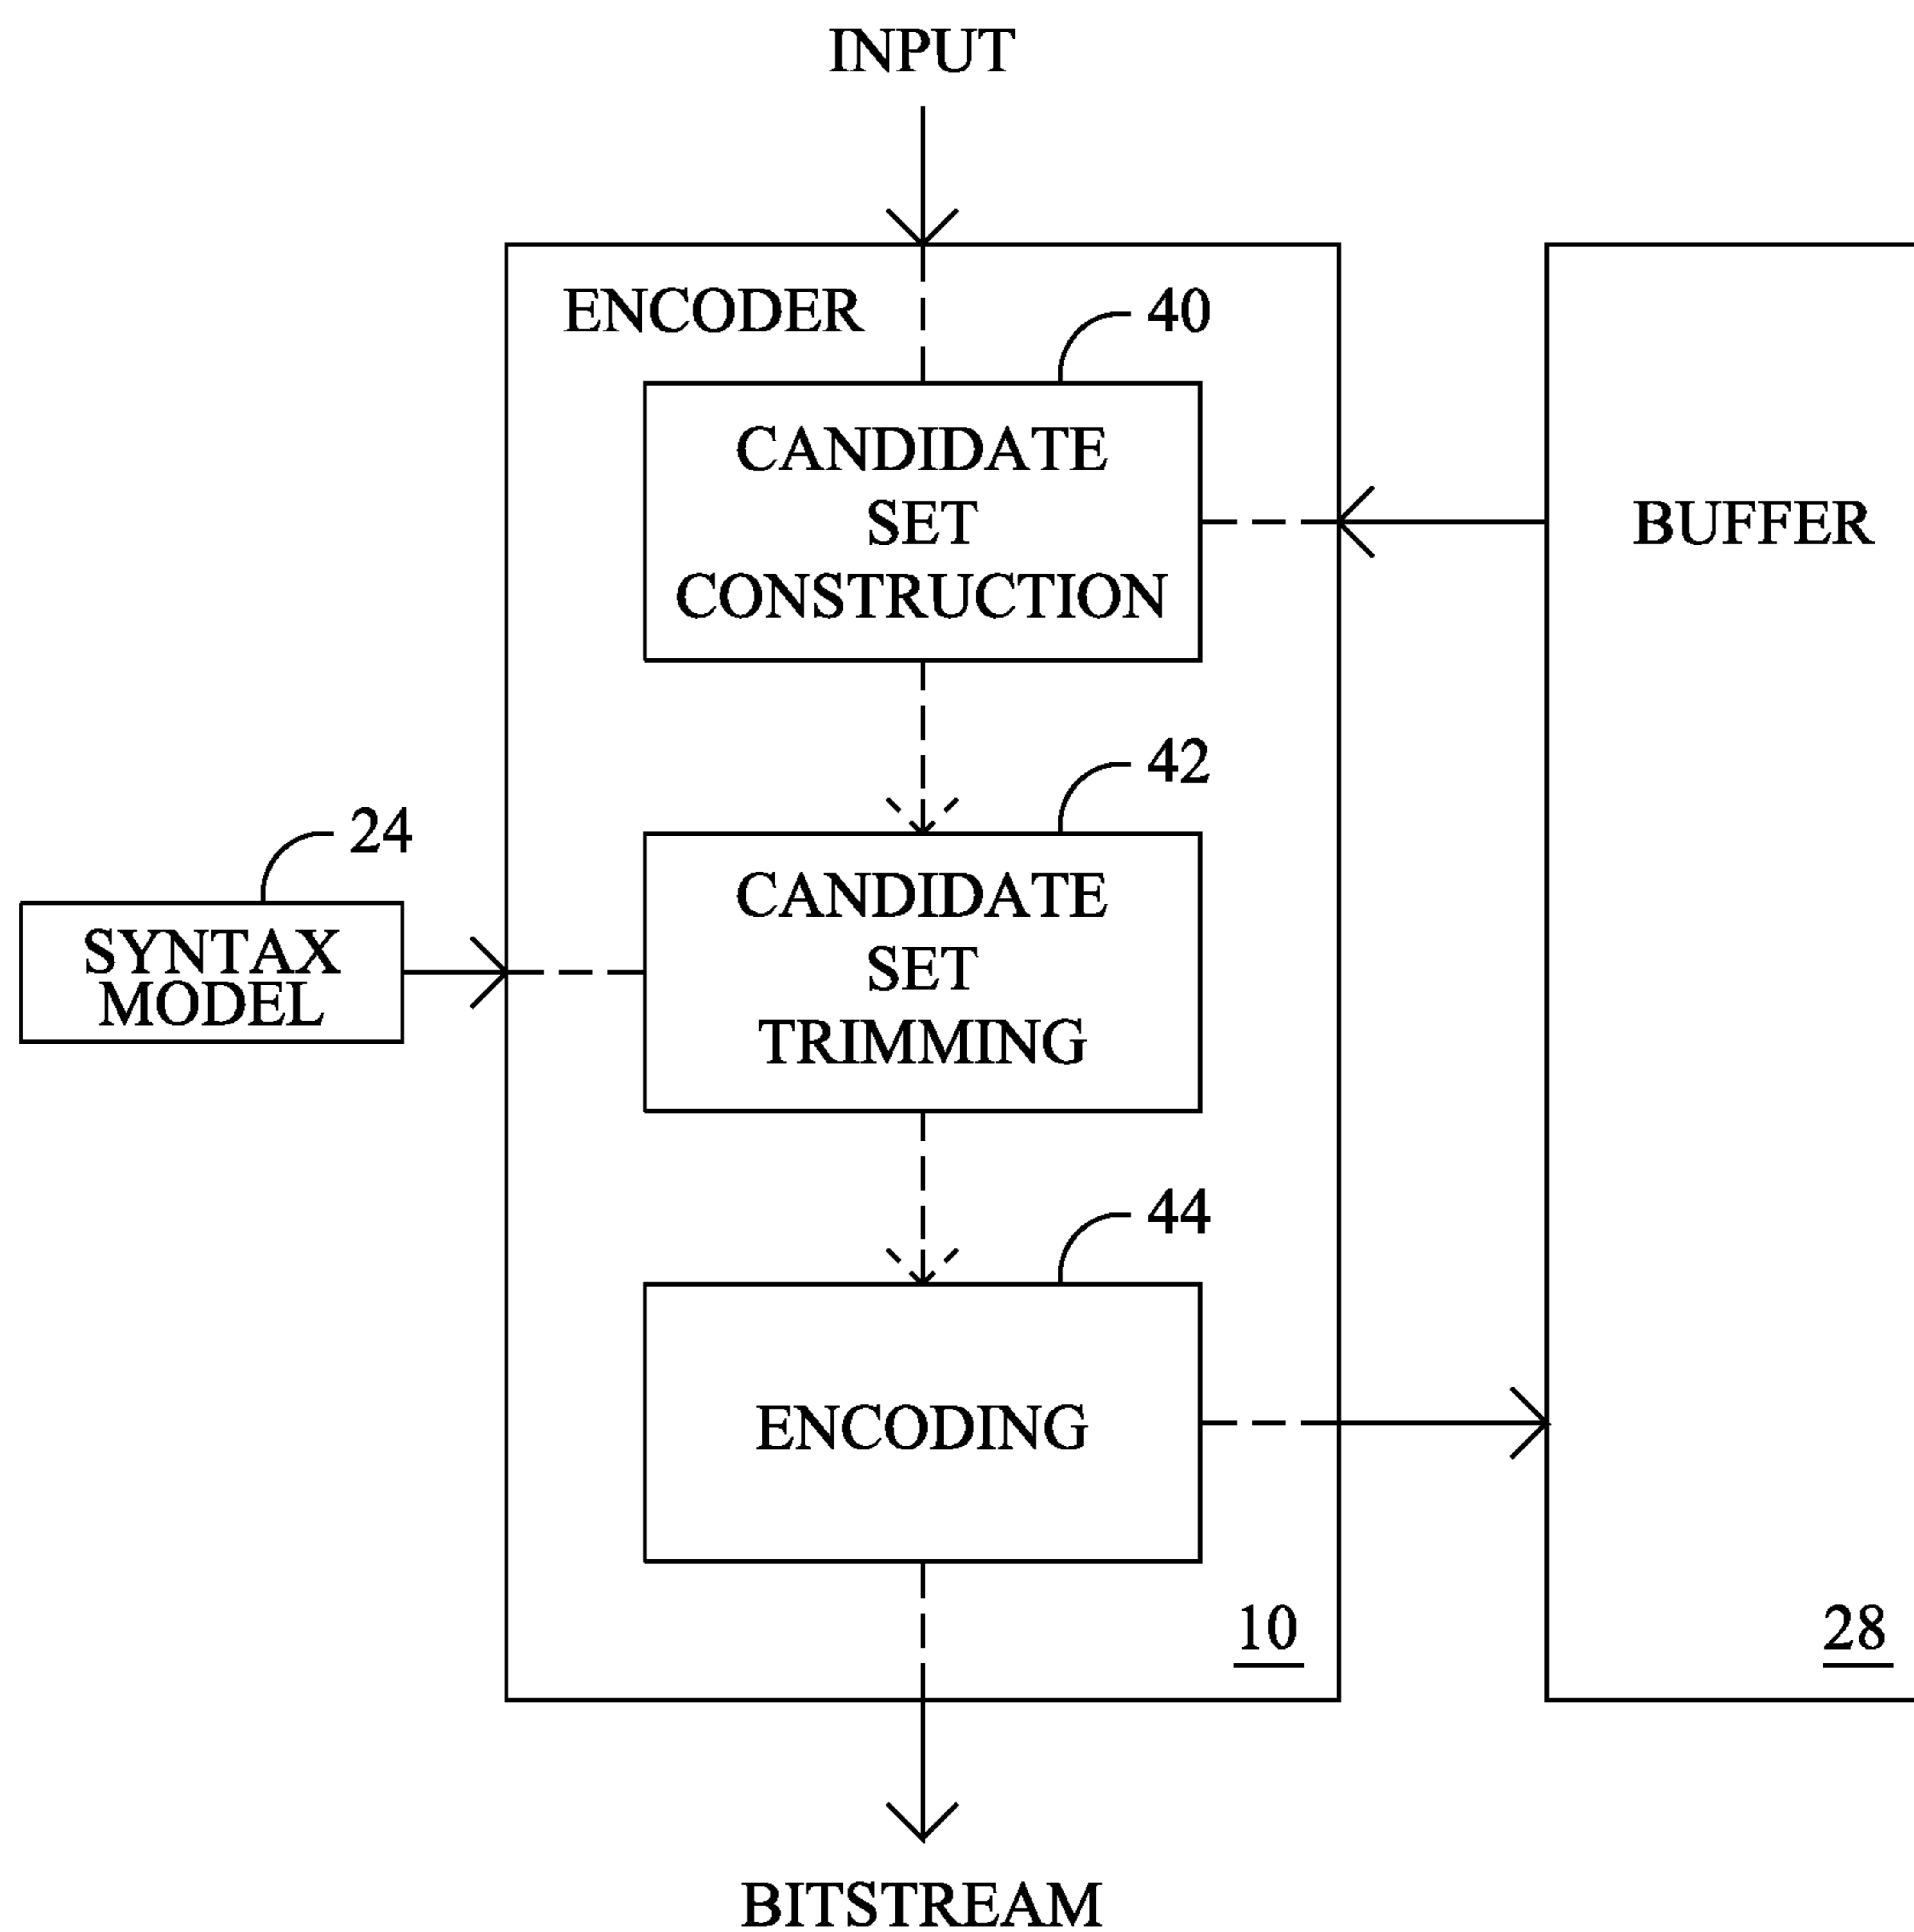 INPUT
ENCODER
40
CANDIDATE
SET
CONSTRUCTION
BUFFER
42
24
CANDIDATE
SET
TRIMMING
SYNTAX
MODEL
44
ENCODING
10
28
BITSTREAM